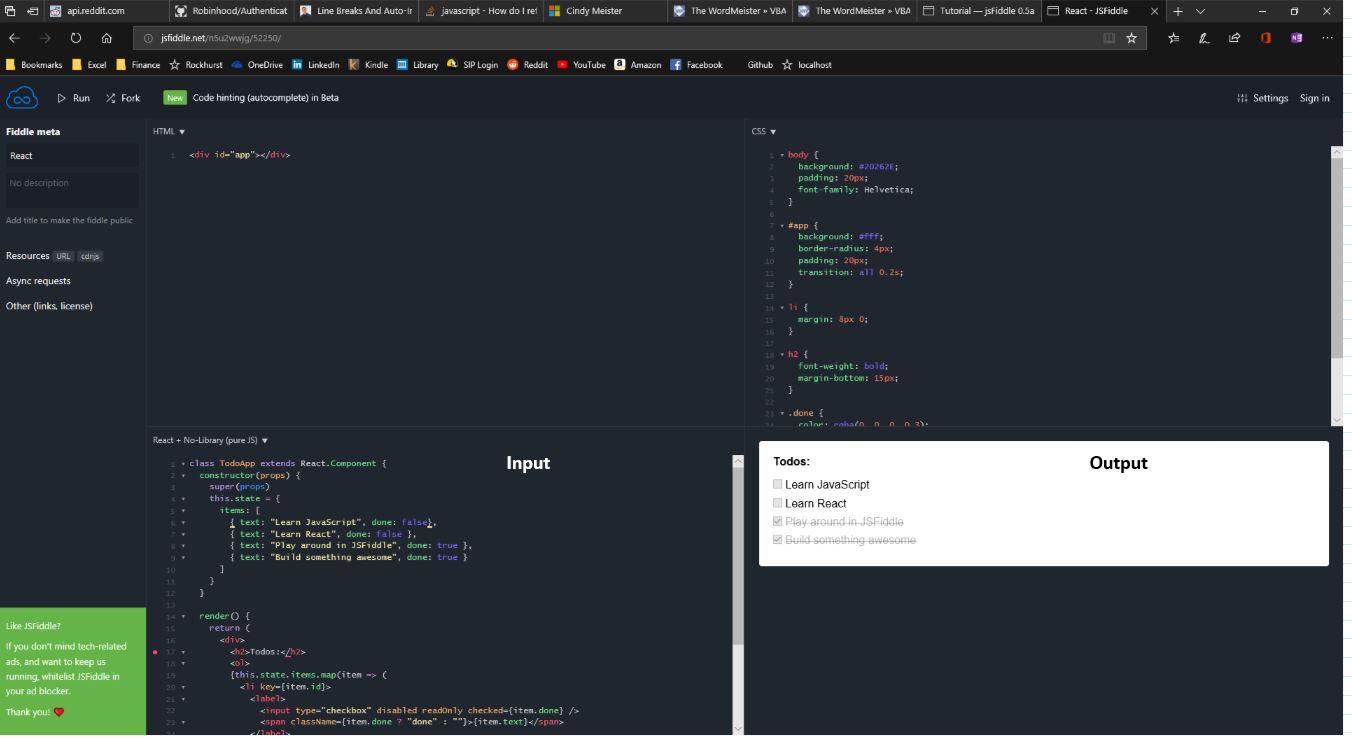 api.reddit.com
Robinhood/Authenticat
Line Breaks And Auto-Ir
javascript - How do I re
Cindy Meister
The WordMeister » VBA
The WordMeister » VBA
Tutorial — jsFiddle 0.5a
React - JSFiddle
jsfiddle.net/n5u2wwjg/52250/
Bookmarks Excel Finance Rockhurst OneDrive LinkedIn Kindle Library SIP Login Reddit YouTube Amazon Facebook Github localhost
Run Fork New Code hinting (autocomplete) in Beta Settings Sign in
Fiddle meta
React
No description
Add title to make the fiddle public
Resources URL cdnjs
Async requests
Other (links, license)
Like JSFiddle?
If you don't mind tech-related
ads, and want to keep us
running, whitelist JSFiddle in
your ad blocker.
Thank you!
HTML
1 <div id="app"></div>
CSS
1 body {
2 background: #20262E;
3 padding: 20px;
4 font-family: Helvetica;
5 }
6
7 #app {
8 background: #fff;
9 border-radius: 4px;
10 padding: 20px;
11 transition: all 0.2s;
12 }
13
14 li {
15 margin: 8px 0;
16 }
17
18 h2 {
19 font-weight: bold;
20 margin-bottom: 15px;
21 }
22
23 .done {
24 color: rgba(0, 0, 0, 0.3);
React + No-Library (pure JS)
Input
1 class TodoApp extends React.Component {
2 constructor(props) {
3 super(props)
4 this.state = {
5 items: [
6 { text: "Learn JavaScript", done: false},
7 { text: "Learn React", done: false },
8 { text: "Play around in JSFiddle", done: true },
9 { text: "Build something awesome", done: true }
10 ]
11 }
12 }
13
14 render() {
15 return (
16 <div>
17 <h2>Todos:</h2>
18 <ol>
19 {this.state.items.map(item => (
20 <li key={item.id}>
21 <label>
22 <input type="checkbox" disabled readOnly checked={item.done} />
23 <span className={item.done ? "done" : ""}>{item.text}</span>
24 </label>
Output
Todos:
Learn JavaScript
Learn React
Play around in JSFiddle
Build something awesome